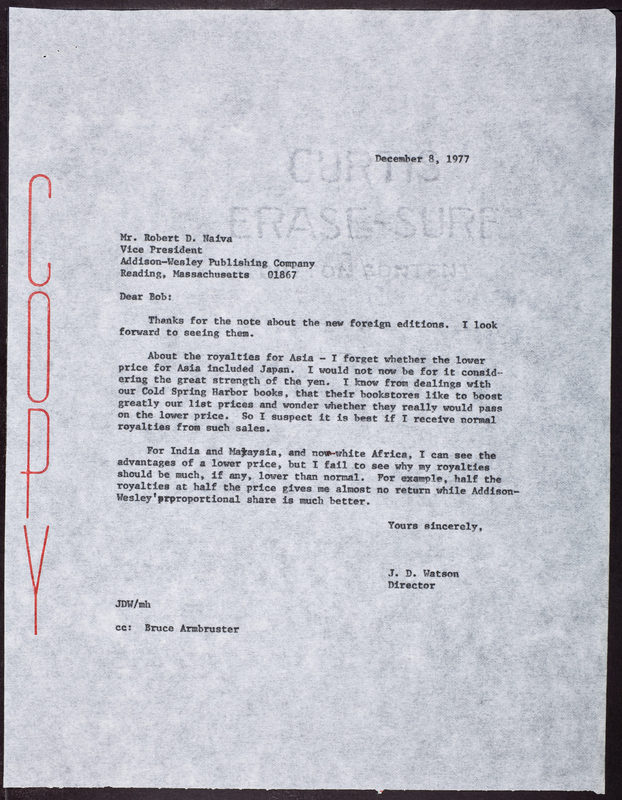 December 8, 1977
CURTIS
ERASE-SURE
COPY
Mr. Robert D. Naiva
Vice President
Addison-Wesley Publishing Company
Reading, Massachusetts 01867
Dear Bob:
Thanks for the note about the new foreign editions. I look
forward to seeing them.
About the royalties for Asia - I forget whether the lower
price for Asia included Japan. I would not now be for it consid-
ering the great strength of the yen. I know from dealings with
our Cold Spring Harbor books, that their bookstores like to boost
greatly our list prices and wonder whether they really would pass
on the lower price. So I suspect it is best if I receive normal
royalties from such sales.
For India and Malaysia, and non-white Africa, I can see the
advantages of a lower price, but I fail to see why my royalties
should be much, if any, lower than normal. For example, half the
royalties at half the price gives me almost no return while Addison-
Wesley'prproportional share is much better.
Yours sincerely,
J. D. Watson
Director
JDW/mh
cc: Bruce Armbruster